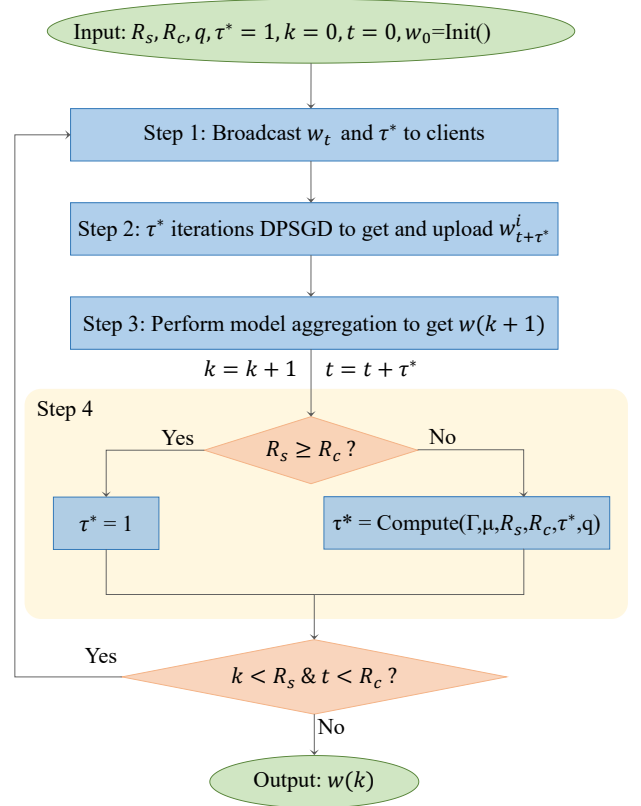 Input: R_s, R_c, q, τ* = 1, k = 0, t = 0, w_0=Init()
Step 1: Broadcast w_t and τ* to clients
Step 2: τ* iterations DPSGD to get and upload w^i_{t+τ*}
Step 3: Perform model aggregation to get w(k + 1)
k = k + 1 t = t + τ*
Step 4
Yes
No
R_s ≥ R_c ?
τ* = 1
τ* = Compute(Γ,μ,R_s,R_c,τ*,q)
Yes
k < R_s & t < R_c ?
No
Output: w(k)